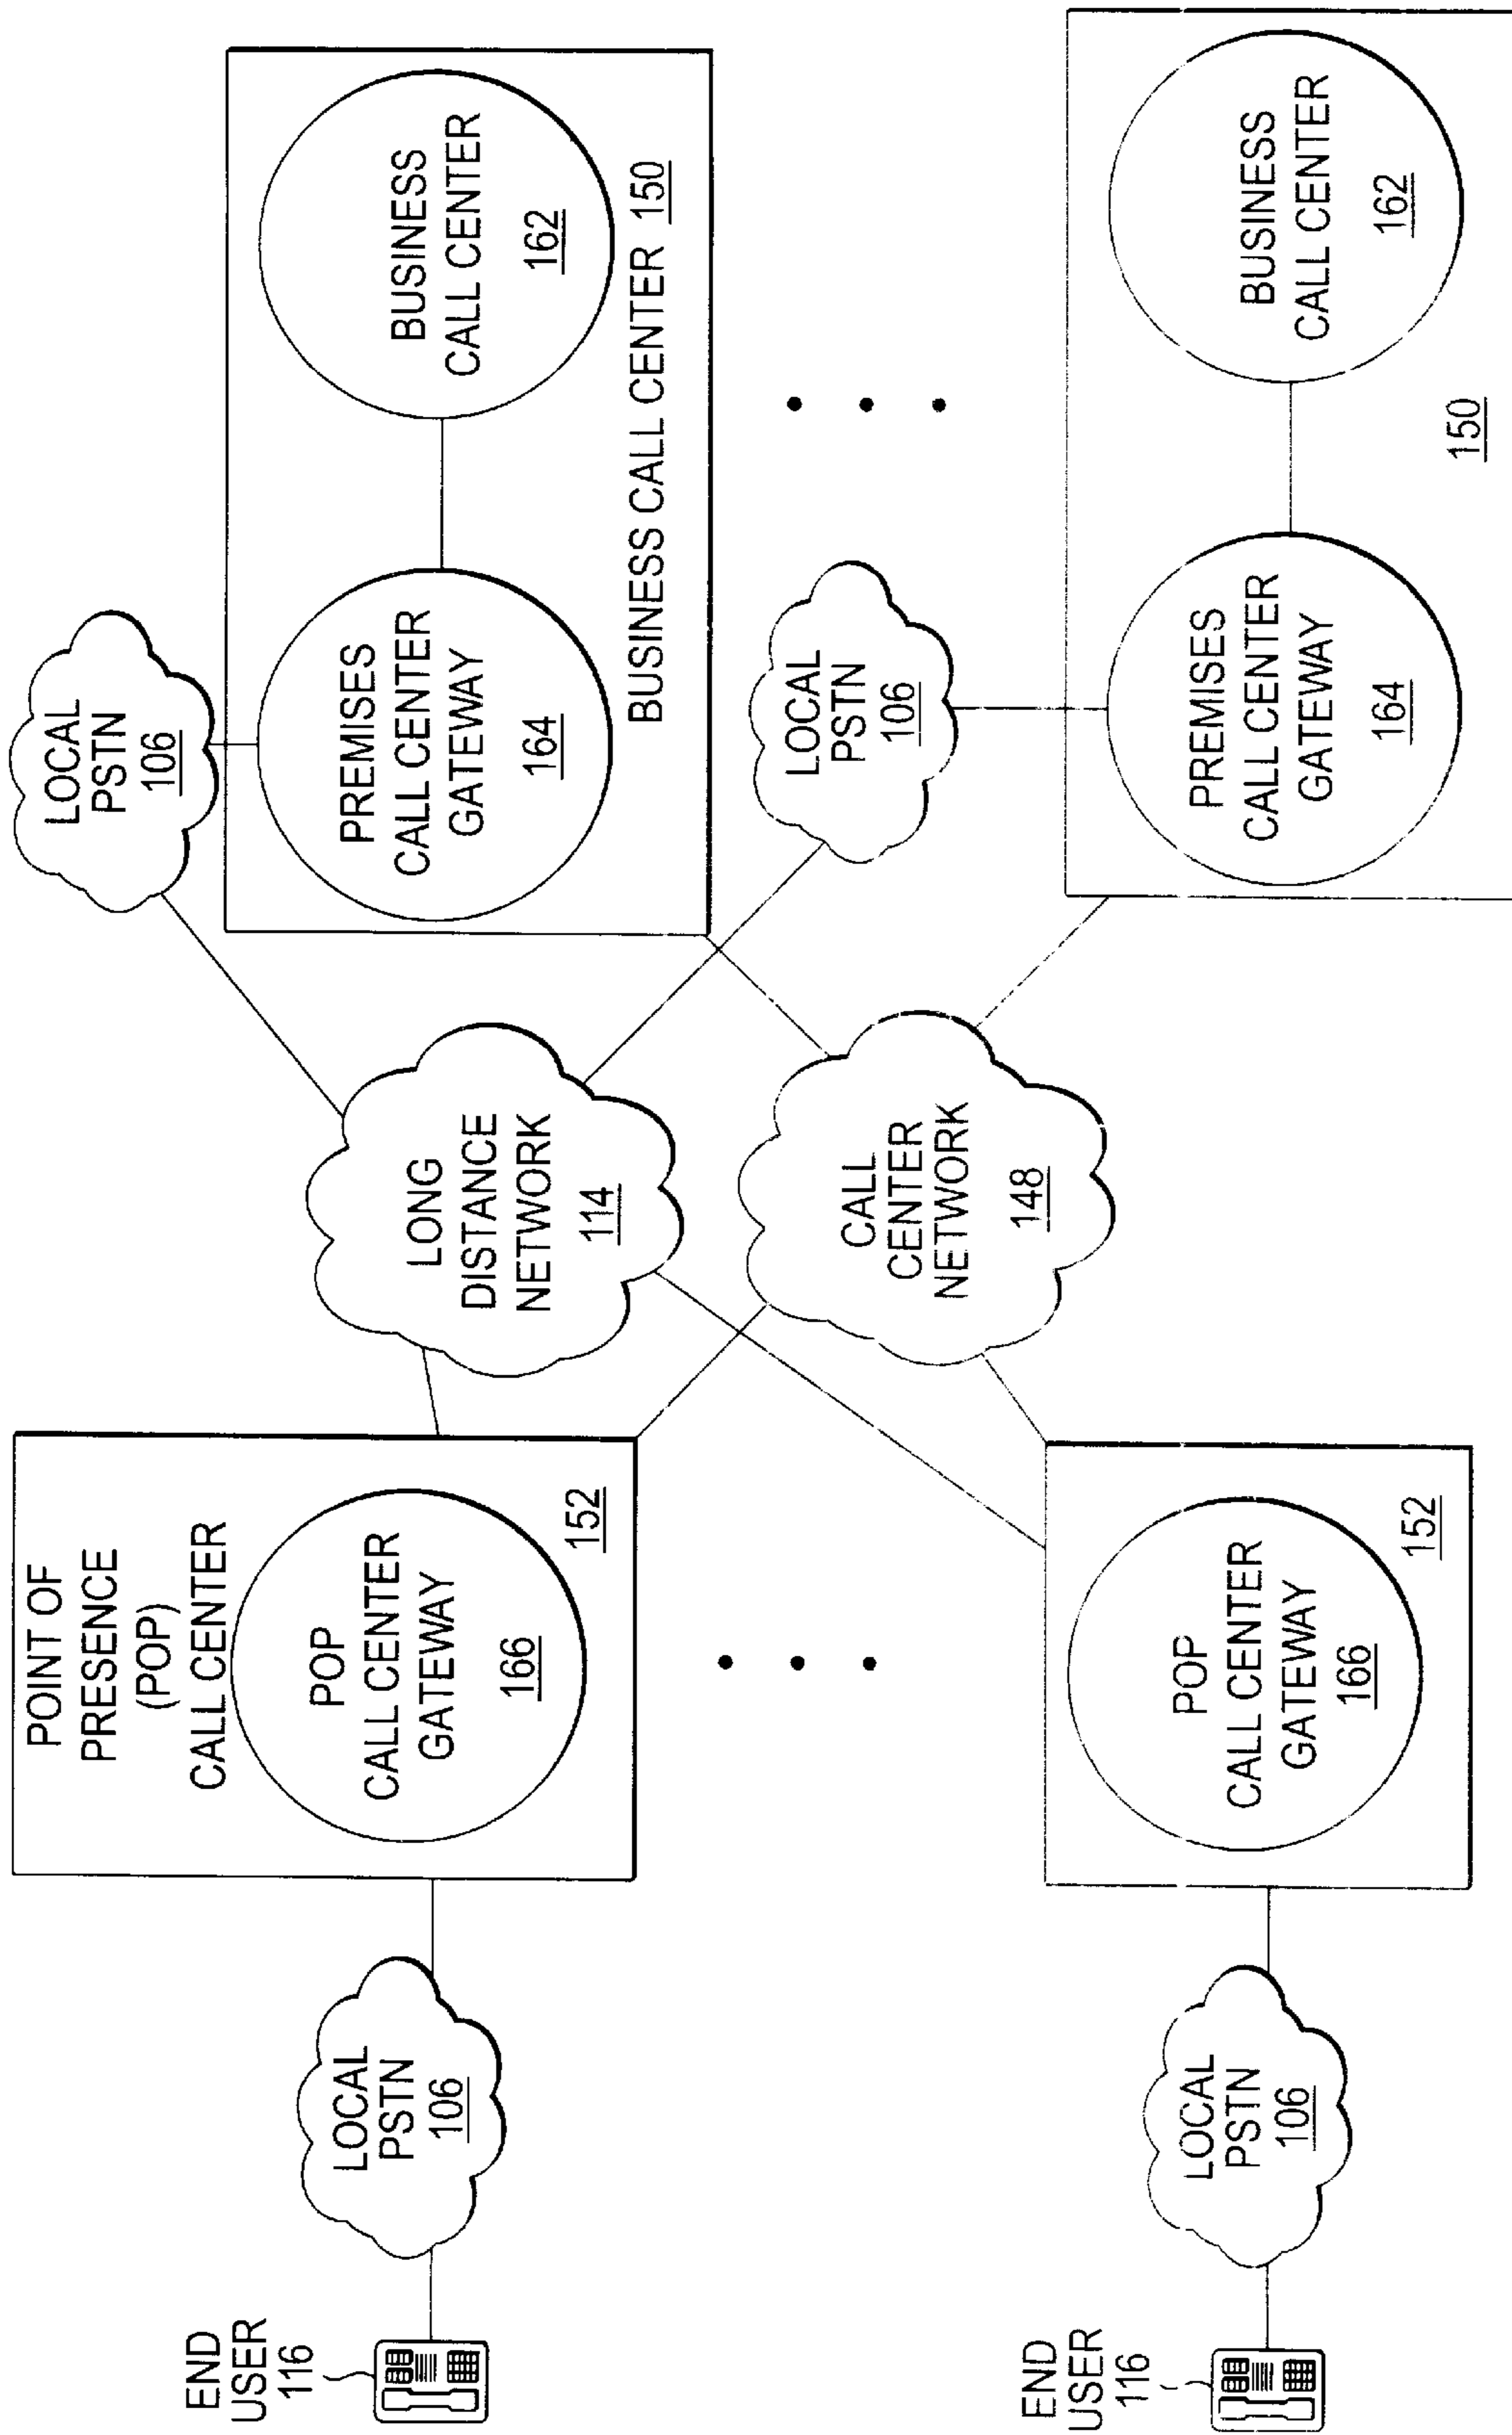 END
USER
116
LOCAL
PSTN
106
POINT OF
PRESENCE
(POP)
CALL CENTER
POP
CALL CENTER
GATEWAY
166
152
LONG
DISTANCE
NETWORK
114
LOCAL
PSTN
106
PREMISES
CALL CENTER
GATEWAY
164
BUSINESS
CALL CENTER
162
BUSINESS CALL CENTER 150
CALL
CENTER
NETWORK
148
LOCAL
PSTN
106
END
USER
116
LOCAL
PSTN
106
POP
CALL CENTER
GATEWAY
166
152
PREMISES
CALL CENTER
GATEWAY
164
BUSINESS
CALL CENTER
162
150